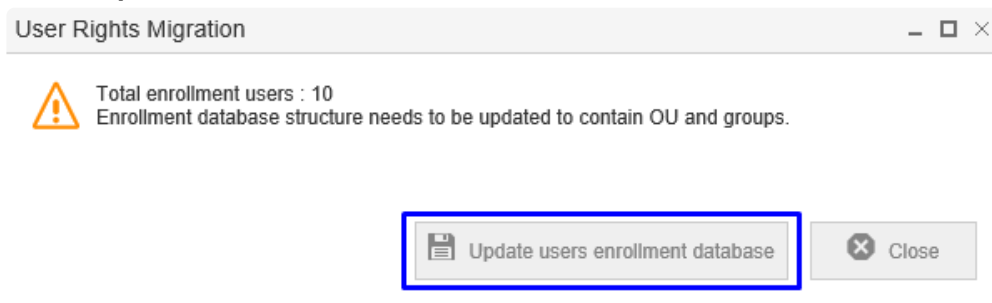 User Rights Migration
Total enrollment users : 10
Enrollment database structure needs to be updated to contain OU and groups.
Update users enrollment database
Close